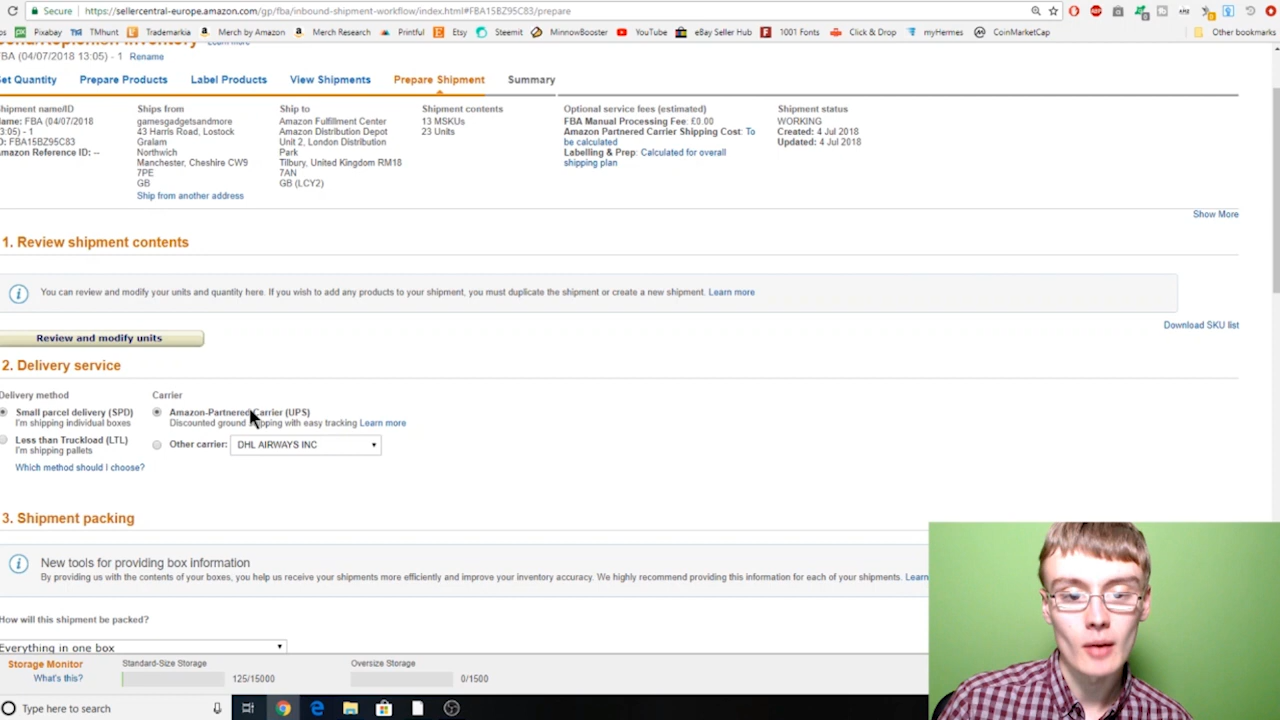 Secure https://sellercentral-europe.amazon.com/gp/fba/inbound-shipment-workflow/index.html#FBA15BZ95C83/prepare
Pixabay TMhunt Trademarkia Merch by Amazon Merch Research Printful Etsy Steemit MinnowBooster YouTube eBay Seller Hub 1001 Fonts Click & Drop myHermes CoinMarketCap Other bookmarks
Inventory Learn more
FBA (04/07/2018 13:05) - 1 Rename
et Quantity Prepare Products Label Products View Shipments Prepare Shipment Summary
Shipment name/ID
ame: FBA (04/07/2018
3:05) - 1
D: FBA15BZ95C83
mazon Reference ID: --
Ships from
gamesgadgetsandmore
43 Harris Road, Lostock
Gralam
Northwich
Manchester, Cheshire CW9
7PE
GB
Ship from another address
Ship to
Amazon Fulfillment Center
Amazon Distribution Depot
Unit 2, London Distribution
Park
Tilbury, United Kingdom RM18
7AN
GB (LCY2)
Shipment contents
13 MSKUs
23 Units
Optional service fees (estimated)
FBA Manual Processing Fee: £0.00
Amazon Partnered Carrier Shipping Cost: To
be calculated
Labelling & Prep: Calculated for overall
shipping plan
Shipment status
WORKING
Created: 4 Jul 2018
Updated: 4 Jul 2018
Show More
1. Review shipment contents
You can review and modify your units and quantity here. If you wish to add any products to your shipment, you must duplicate the shipment or create a new shipment. Learn more
Download SKU list
Review and modify units
2. Delivery service
Delivery method
Small parcel delivery (SPD)
I'm shipping individual boxes
Less than Truckload (LTL)
I'm shipping pallets
Which method should I choose?
Carrier
Amazon-Partnered Carrier (UPS)
Discounted ground shipping with easy tracking Learn more
Other carrier: DHL AIRWAYS INC
3. Shipment packing
New tools for providing box information
By providing us with the contents of your boxes, you help us receive your shipments more efficiently and improve your inventory accuracy. We highly recommend providing this information for each of your shipments. Learn
How will this shipment be packed?
Everything in one box
Storage Monitor
What's this?
Standard-Size Storage
125/15000
Oversize Storage
0/1500
Type here to search